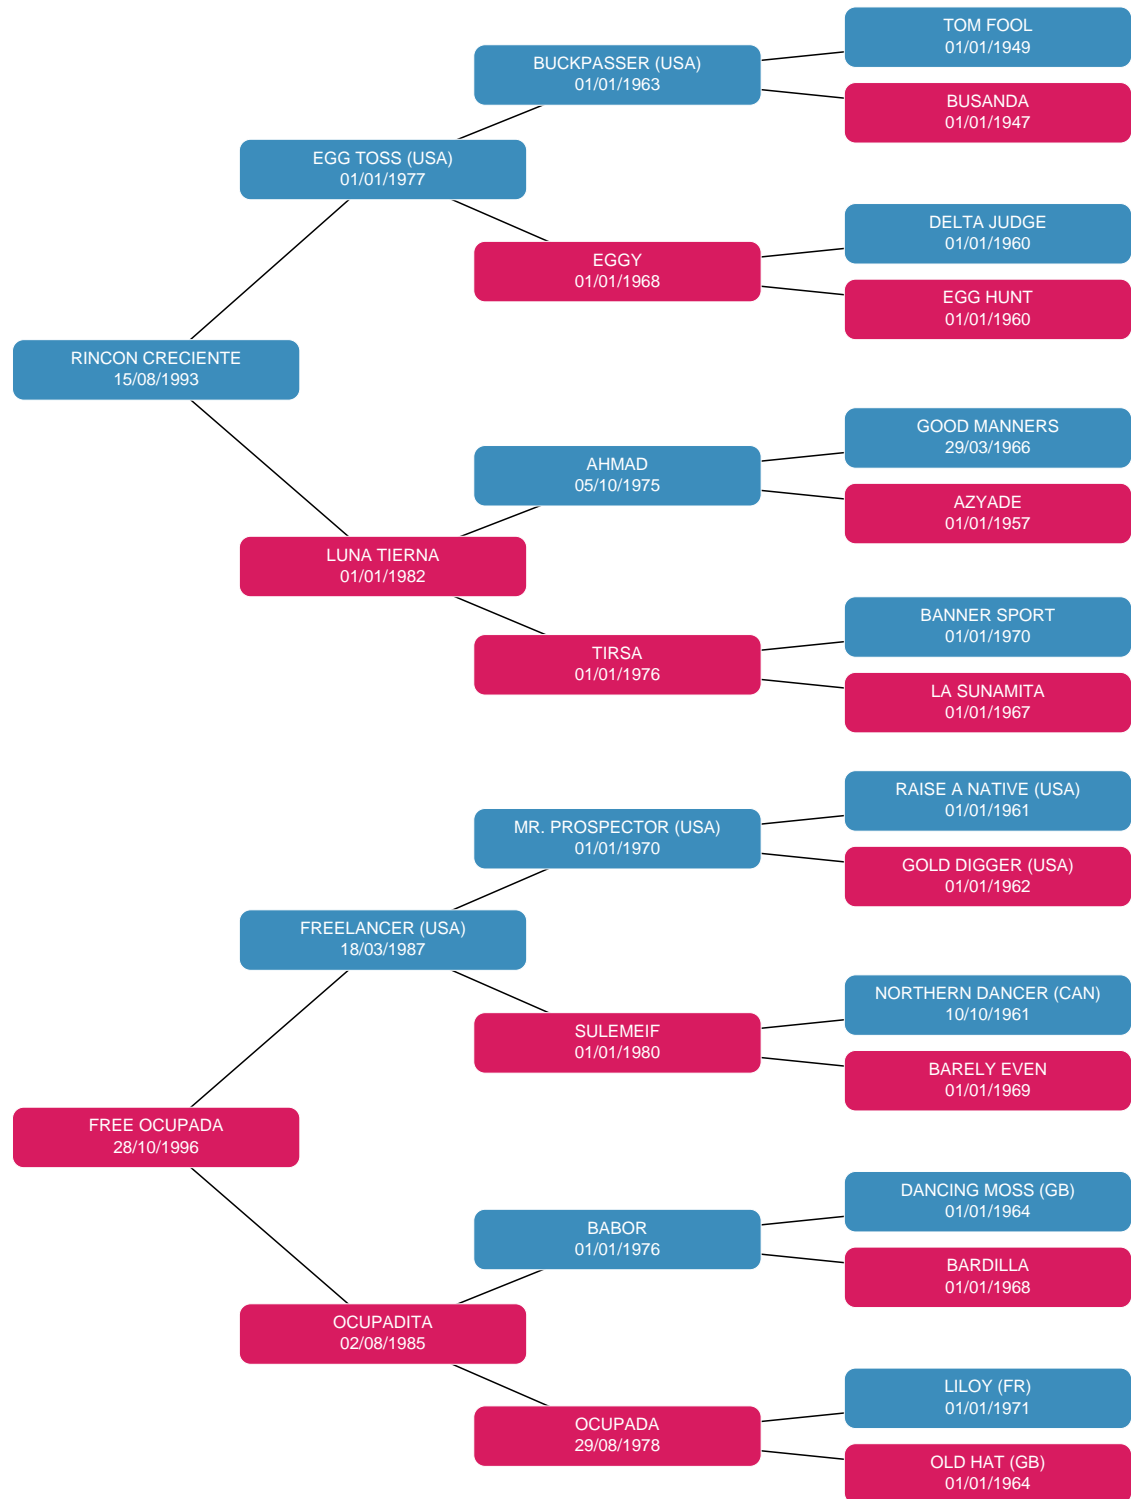 TOM FOOL
01/01/1949
BUCKPASSER (USA)
01/01/1963
BUSANDA
01/01/1947
EGG TOSS (USA)
01/01/1977
DELTA JUDGE
01/01/1960
EGGY
01/01/1968
EGG HUNT
01/01/1960
RINCON CRECIENTE
15/08/1993
GOOD MANNERS
29/03/1966
AHMAD
05/10/1975
AZYADE
01/01/1957
LUNA TIERNA
01/01/1982
BANNER SPORT
01/01/1970
TIRSA
01/01/1976
LA SUNAMITA
01/01/1967
RAISE A NATIVE (USA)
01/01/1961
MR. PROSPECTOR (USA)
01/01/1970
GOLD DIGGER (USA)
01/01/1962
FREELANCER (USA)
18/03/1987
NORTHERN DANCER (CAN)
10/10/1961
SULEMEIF
01/01/1980
BARELY EVEN
01/01/1969
FREE OCUPADA
28/10/1996
DANCING MOSS (GB)
01/01/1964
BABOR
01/01/1976
BARDILLA
01/01/1968
OCUPADITA
02/08/1985
LILOY (FR)
01/01/1971
OCUPADA
29/08/1978
OLD HAT (GB)
01/01/1964